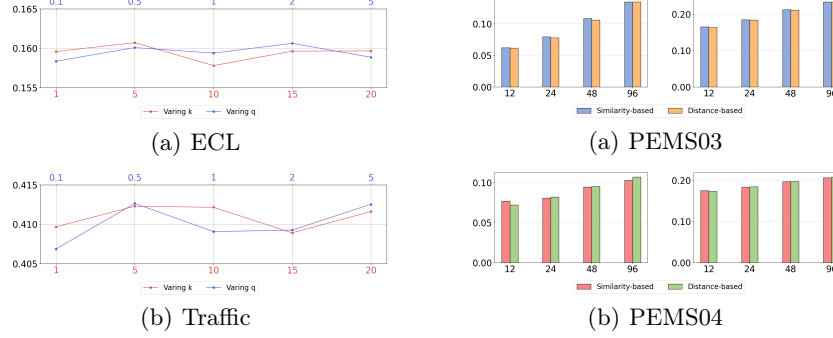 0.1 0.5 1 2 5
0.165
0.160
0.155
1 5 10 15 20
Varing k Varing q
(a) ECL
0.1 0.5 1 2 5
0.415
0.410
0.405
1 5 10 15 20
Varing k Varing q
(b) Traffic
0.10
0.05
0.00
12 24 48 96
0.20
0.10
0.00
12 24 48 96
Similarity-based Distance-based
(a) PEMS03
0.10
0.05
0.00
12 24 48 96
0.20
0.10
0.00
12 24 48
Similarity-based Distance-based
(b) PEMS04